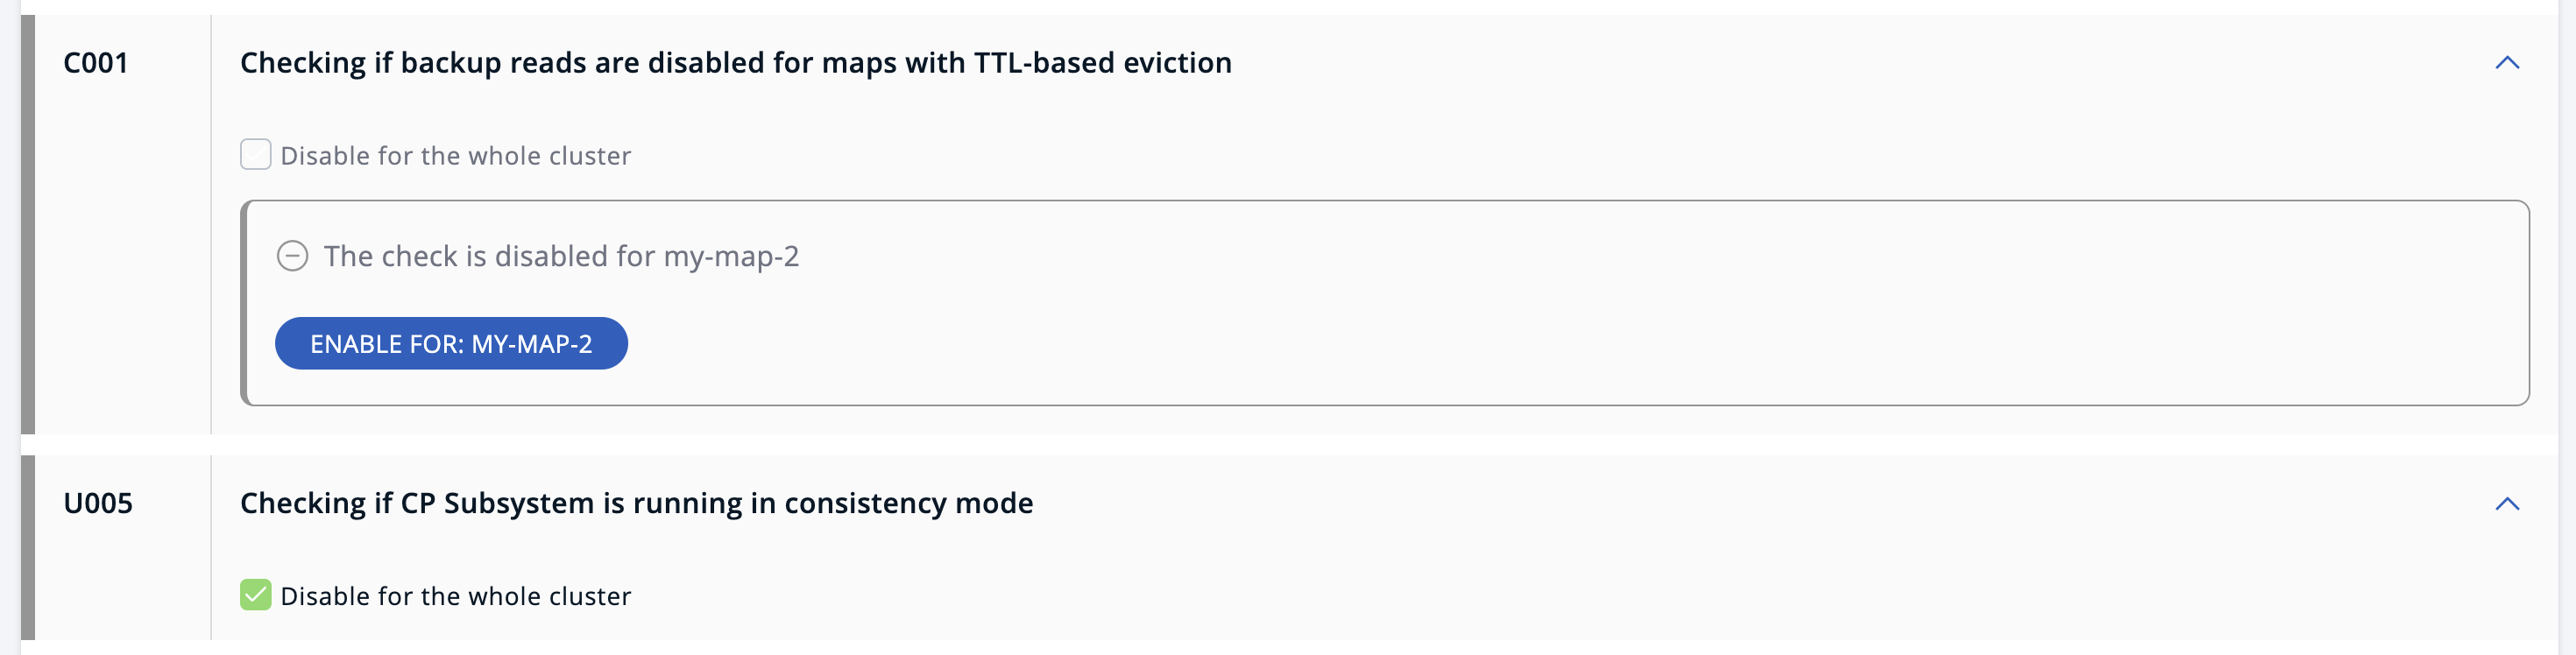 C001
Checking if backup reads are disabled for maps with TTL-based eviction
Disable for the whole cluster
The check is disabled for my-map-2
ENABLE FOR: MY-MAP-2
U005
Checking if CP Subsystem is running in consistency mode
Disable for the whole cluster